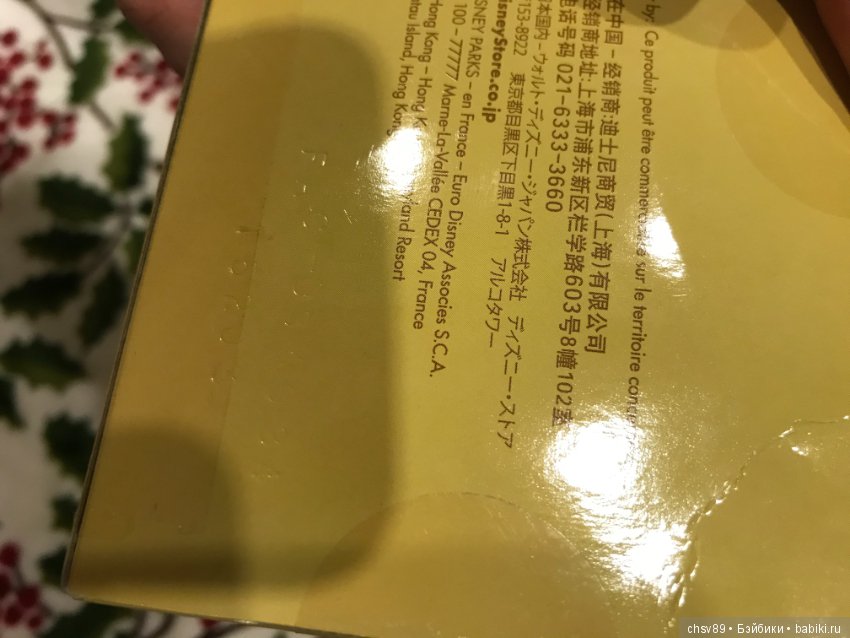 by: Ce produit peut être commercialisé sur le territoire
在中国 – 经销商:迪士尼商贸(上海)有限公司
经销商地址:上海市浦东新区栏学路603号8幢102室
电话号码 021-6333-3660
本国内 – ウォルト・ディズニー・ジャパン株式会社 ディズニー・ストア
153-8922 東京都目黒区下目黒1-8-1 アルコタワー
isneyStore.co.jp
SNEY PARKS – en France – Euro Disney Associes S.C.A.
100 – 77777 Marne-La-Vallée CEDEX 04, France
Hong Kong – Hong K
ntau Island, Hong Kong
yland Resort
chsv89 • Бэйбики • babiki.ru